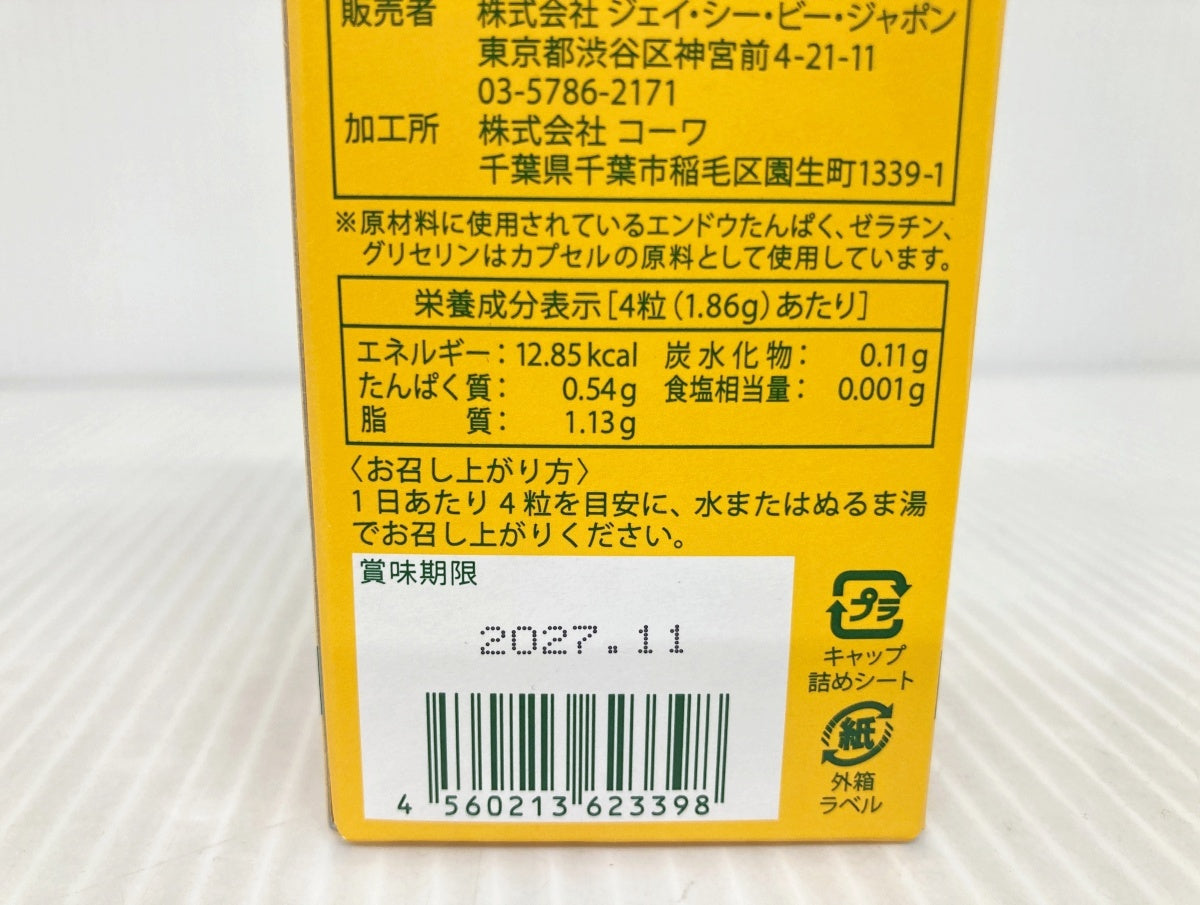 販売者 株式会社 ジェイ・シー・ビー・ジャポン
東京都渋谷区神宮前4-21-11
03-5786-2171
加工所 株式会社 コーワ
千葉県千葉市稲毛区園生町1339-1
※原材料に使用されているエンドウたんぱく、ゼラチン、
グリセリンはカプセルの原料として使用しています。
栄養成分表示[4粒(1.86g)あたり]
エネルギー: 12.85kcal 炭水化物: 0.11g
たんぱく質: 0.54g 食塩相当量: 0.001g
脂質: 1.13g
〈お召し上がり方〉
1日あたり4粒を目安に、水またはぬるま湯
でお召し上がりください。
賞味期限
2027.11
4 560213 623398
プラ
キャップ
詰めシート
紙
外箱
ラベル